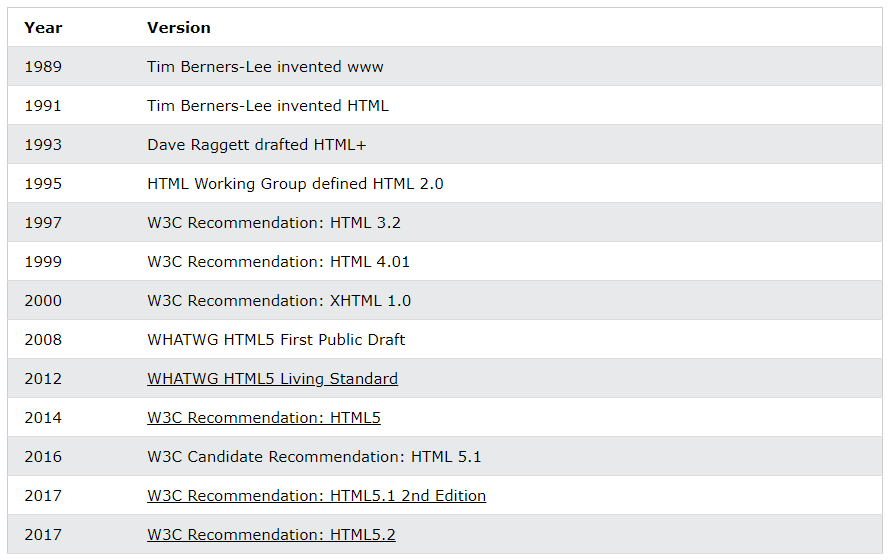 Year Version
1989 Tim Berners-Lee invented www
1991 Tim Berners-Lee invented HTML
1993 Dave Raggett drafted HTML+
1995 HTML Working Group defined HTML 2.0
1997 W3C Recommendation: HTML 3.2
1999 W3C Recommendation: HTML 4.01
2000 W3C Recommendation: XHTML 1.0
2008 WHATWG HTML5 First Public Draft
2012 WHATWG HTML5 Living Standard
2014 W3C Recommendation: HTML5
2016 W3C Candidate Recommendation: HTML 5.1
2017 W3C Recommendation: HTML5.1 2nd Edition
2017 W3C Recommendation: HTML5.2